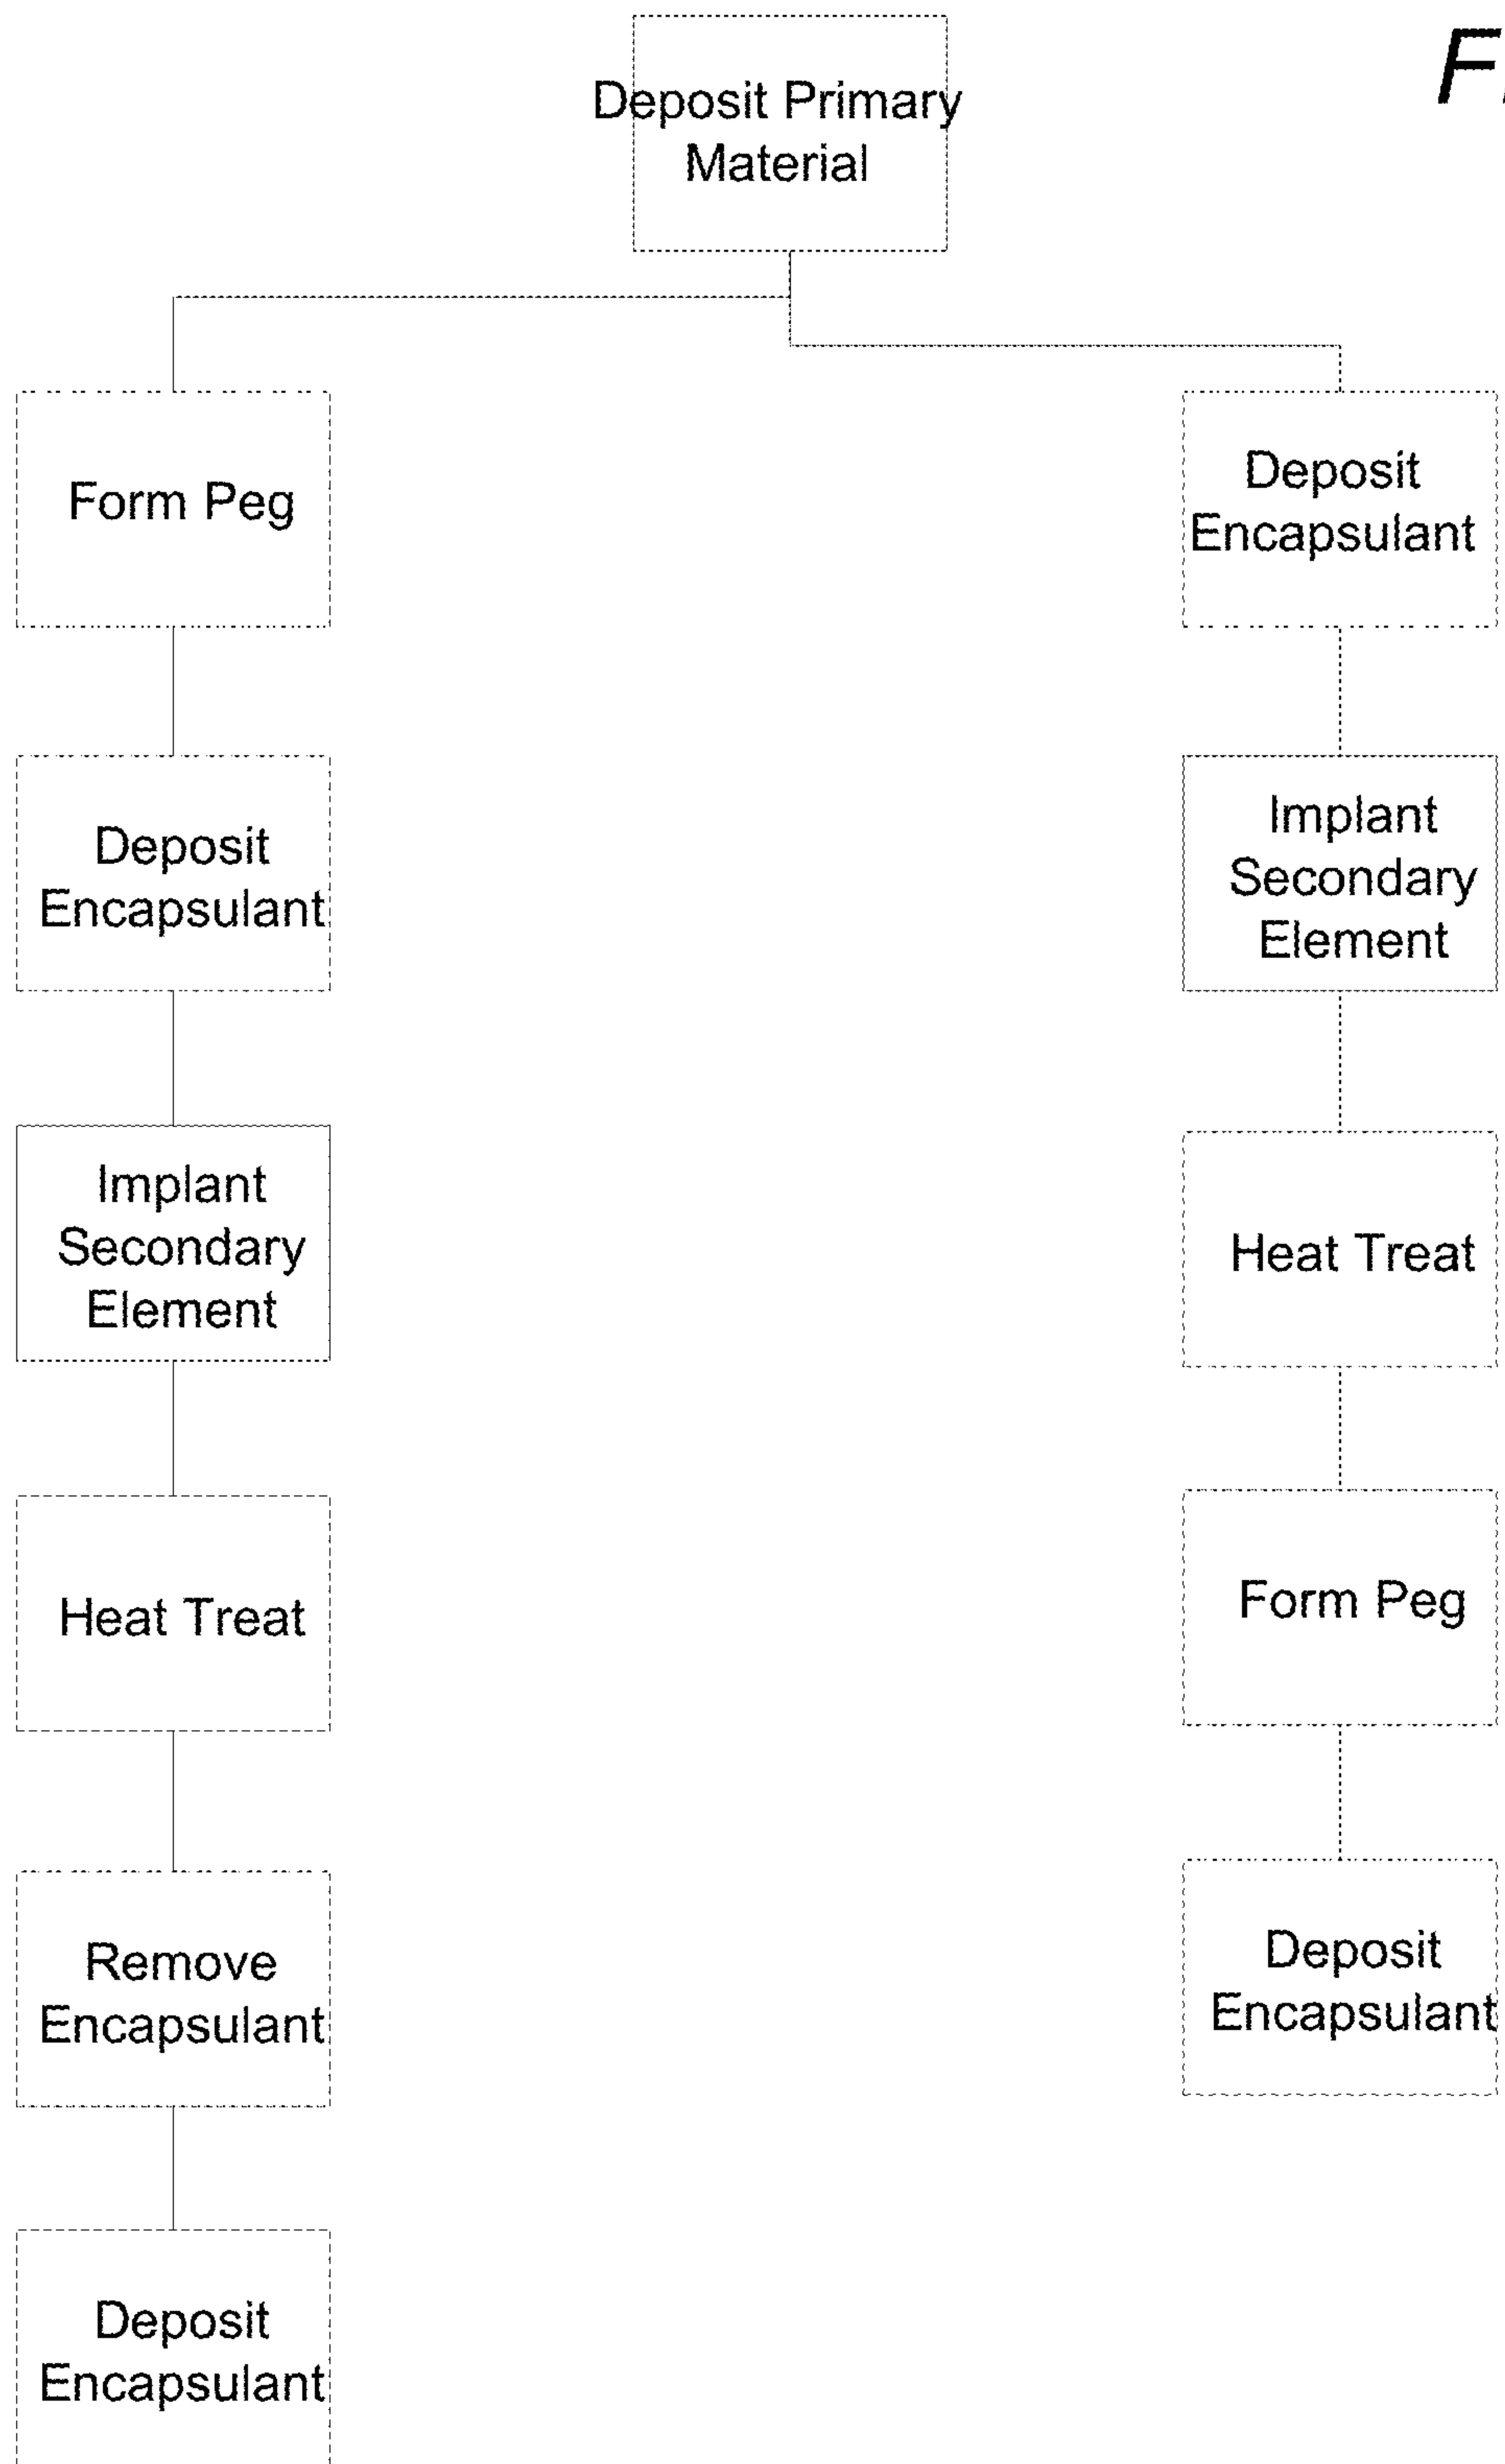 Deposit Primary
Material
Form Peg
Deposit
Encapsulant
Implant
Secondary
Element
Heat Treat
Remove
Encapsulant
Deposit
Encapsulant
Deposit
Encapsulant
Implant
Secondary
Element
Heat Treat
Form Peg
Deposit
Encapsulant